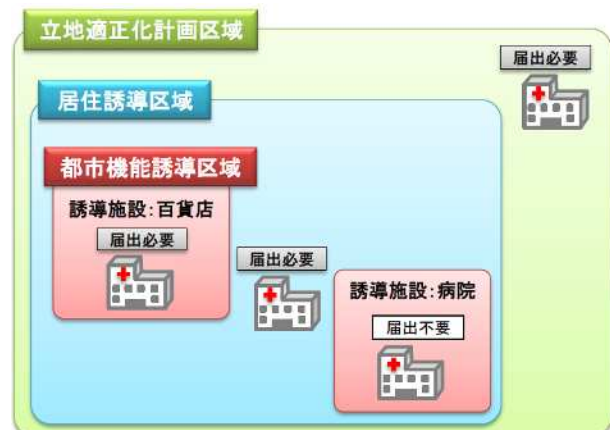 立地適正化計画区域
届出必要
居住誘導区域
都市機能誘導区域
誘導施設:百貨店
届出必要
届出必要
誘導施設:病院
届出不要